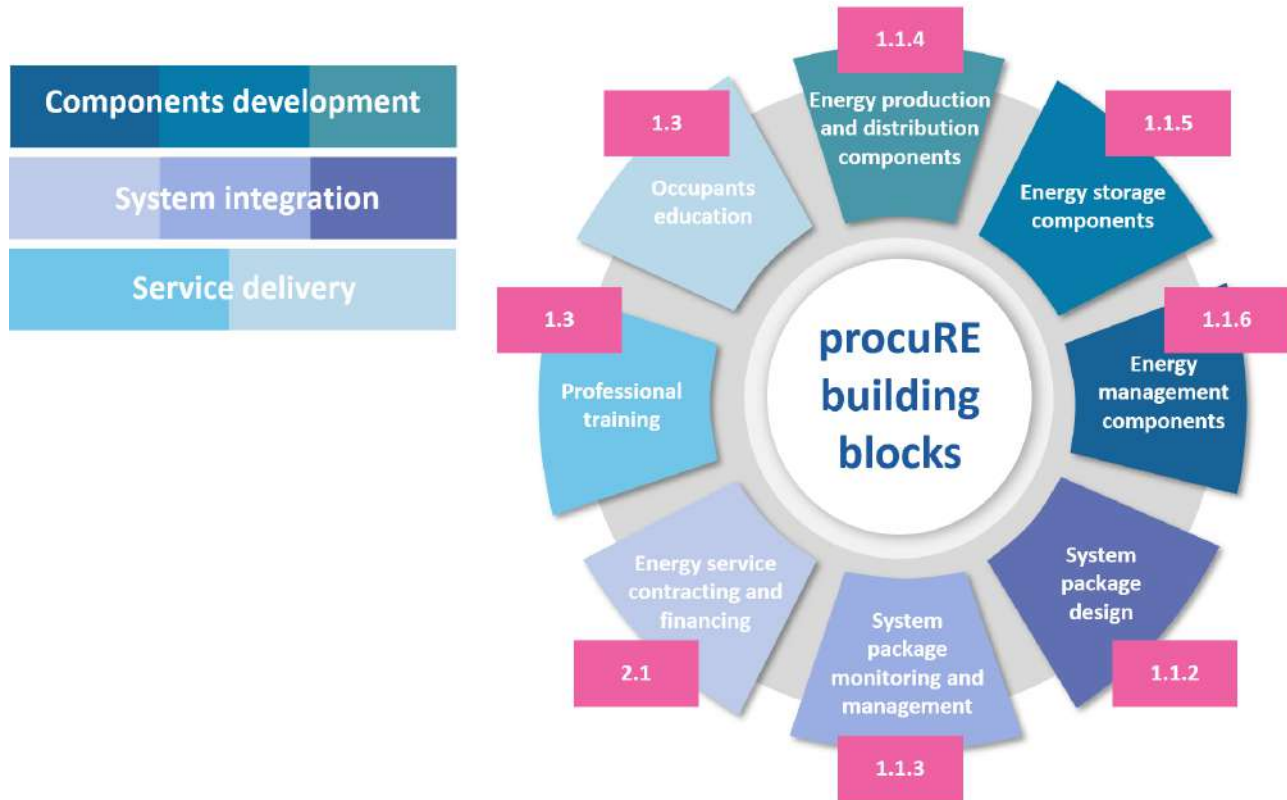 Components development
System integration
Service delivery
1.1.4
Energy production
and distribution
components
1.1.5
Energy storage
components
1.1.6
Energy
management
components
System
package
design
1.1.2
System
package
monitoring and
management
1.1.3
Energy service
contracting and
financing
2.1
1.3
Professional
training
1.3
Occupants
education
procuRE
building
blocks